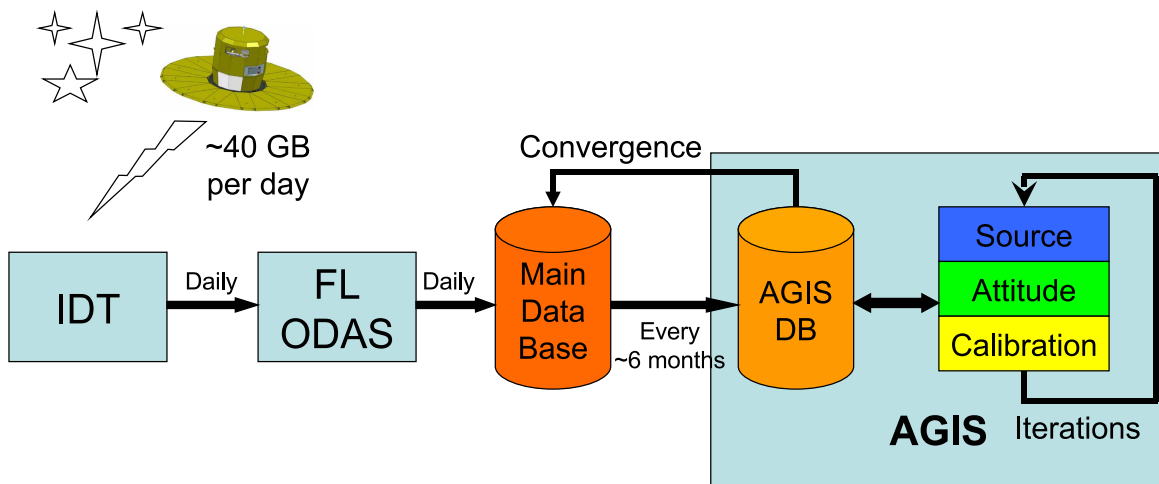 ~40 GB
per day
IDT
Daily
FL
ODAS
Daily
Convergence
Main
Data
Base
Every
~6 months
AGIS
DB
Source
Attitude
Calibration
AGIS
Iterations